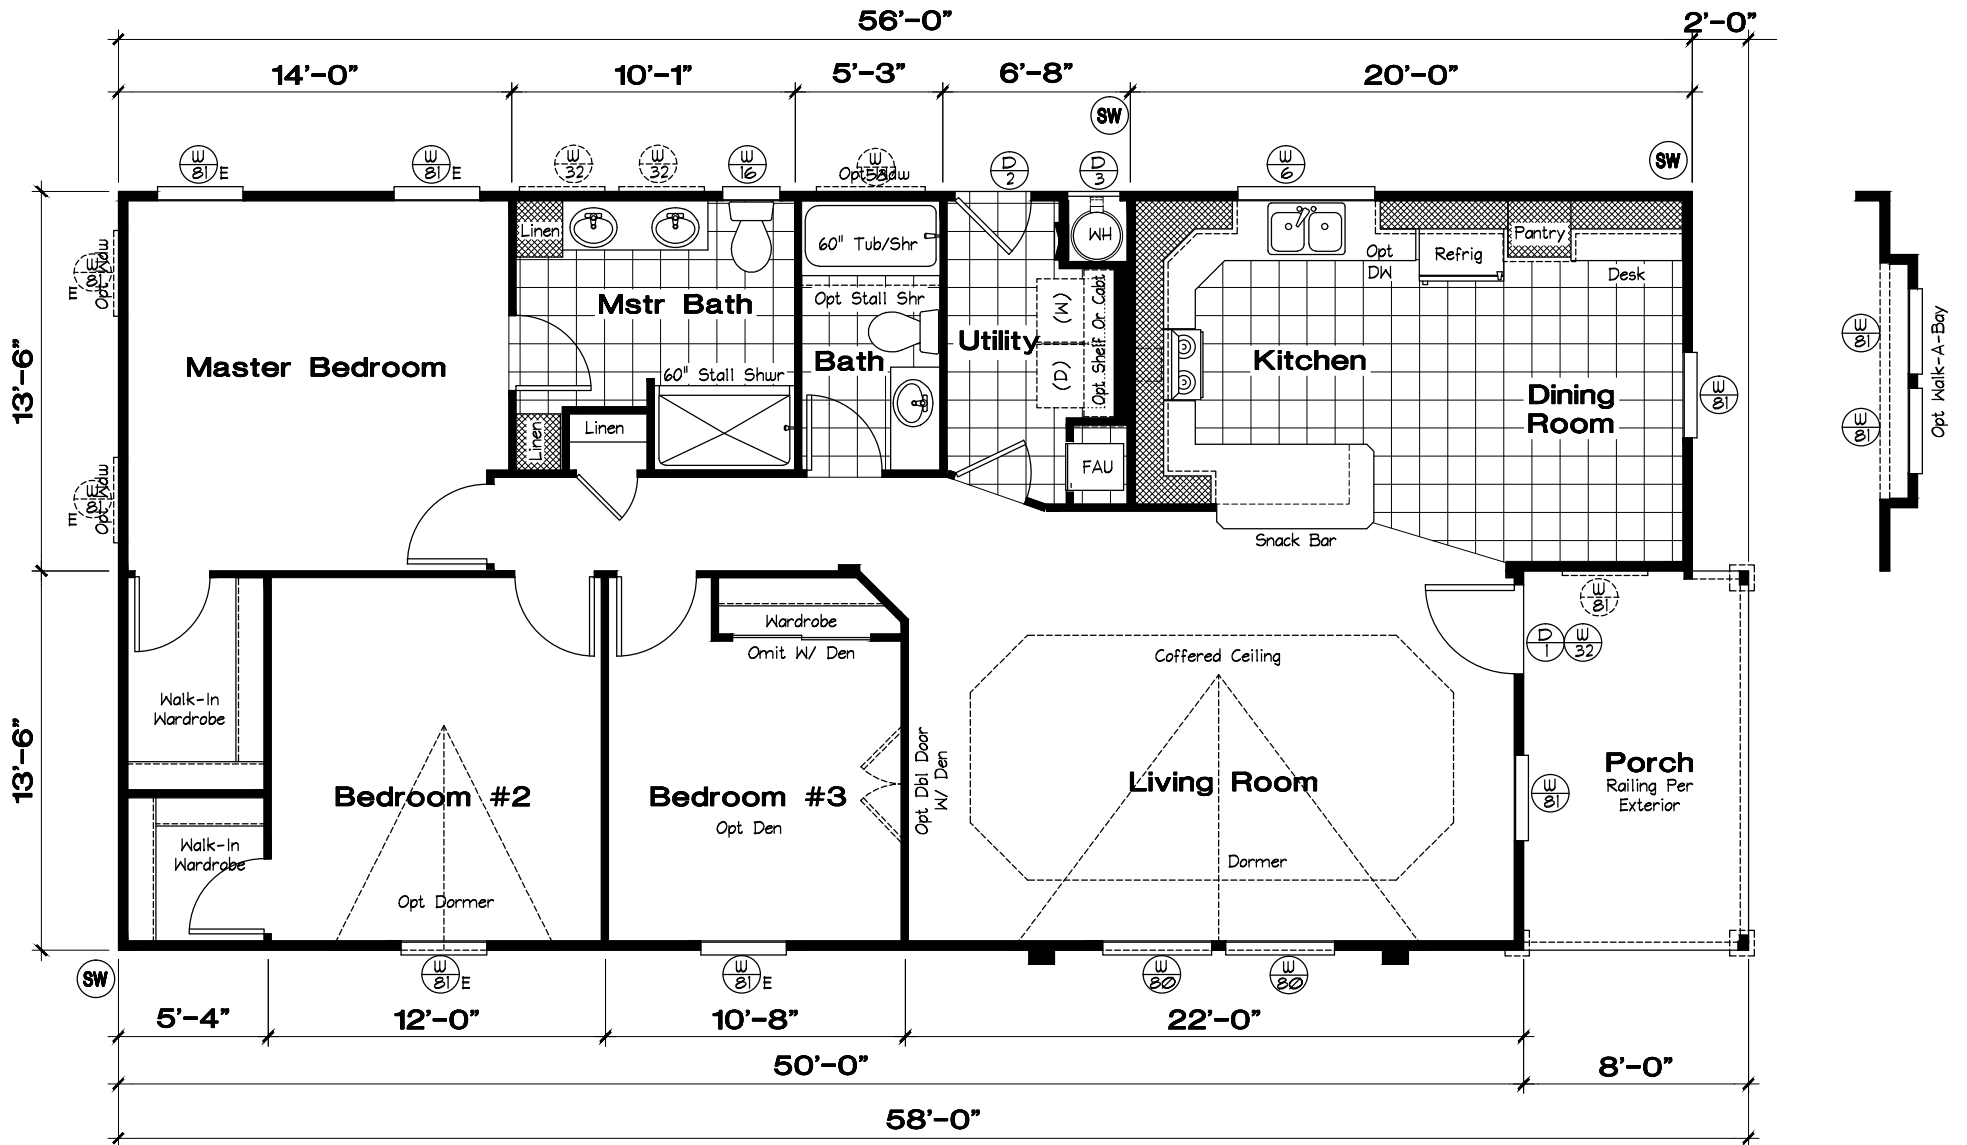 56'-0"
2'-0"
14'-0"
10'-1"
5'-3"
6'-8"
20'-0"
SW
SW
W
81
E
W
81
E
W
32
W
32
W
16
W
Opt Wdw
D
2
D
3
W
6
13'-6"
13'-6"
W
81
E
Opt Wdw
W
81
E
Opt Wdw
Master Bedroom
Linen
Mstr Bath
60" Stall Shwr
Linen
Linen
60" Tub/Shr
Opt Stall Shr
Bath
Utility
(W)
(D)
Opt Shelf Or Cabt
WH
FAU
Opt
DW
Refrig
Pantry
Desk
Kitchen
Dining
Room
Snack Bar
W
81
W
81
W
81
Opt Walk-A-Bay
Walk-In
Wardrobe
Walk-In
Wardrobe
Bedroom #2
Opt Dormer
Wardrobe
Omit W/ Den
Bedroom #3
Opt Den
Opt Dbl Door
W/ Den
Coffered Ceiling
Living Room
Dormer
W
81
D
1
W
32
W
81
Porch
Railing Per
Exterior
SW
W
81
E
W
81
E
W
80
W
80
5'-4"
12'-0"
10'-8"
22'-0"
50'-0"
8'-0"
58'-0"